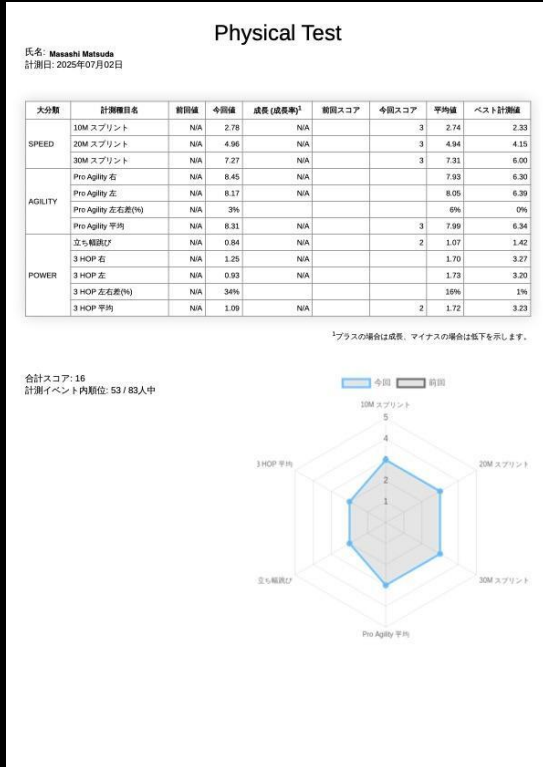 Physical Test
氏名: Masashi Matsuda
計測日: 2025年07月02日
大分類 計測種目名 前回値 今回値 成長 (成長率)1 前回スコア 今回スコア 平均値 ベスト計測値
SPEED
10M スプリント N/A 2.78 N/A 3 2.74 2.33
20M スプリント N/A 4.96 N/A 3 4.94 4.15
30M スプリント N/A 7.27 N/A 3 7.31 6.00
AGILITY
Pro Agility 右 N/A 8.45 N/A 7.93 6.30
Pro Agility 左 N/A 8.17 N/A 8.05 6.39
Pro Agility 左右差(%) N/A 3% 6% 0%
Pro Agility 平均 N/A 8.31 N/A 3 7.99 6.34
POWER
立ち幅跳び N/A 0.84 N/A 2 1.07 1.42
3 HOP 右 N/A 1.25 N/A 1.70 3.27
3 HOP 左 N/A 0.93 N/A 1.73 3.20
3 HOP 左右差(%) N/A 34% 16% 1%
3 HOP 平均 N/A 1.09 N/A 2 1.72 3.23
1プラスの場合は成長、マイナスの場合は低下を示します。
合計スコア: 16
計測イベント内順位: 53 / 83人中
今回 前回
10M スプリント
5
4
3 HOP 平均 20M スプリント
2
1
立ち幅跳び 30M スプリント
Pro Agility 平均